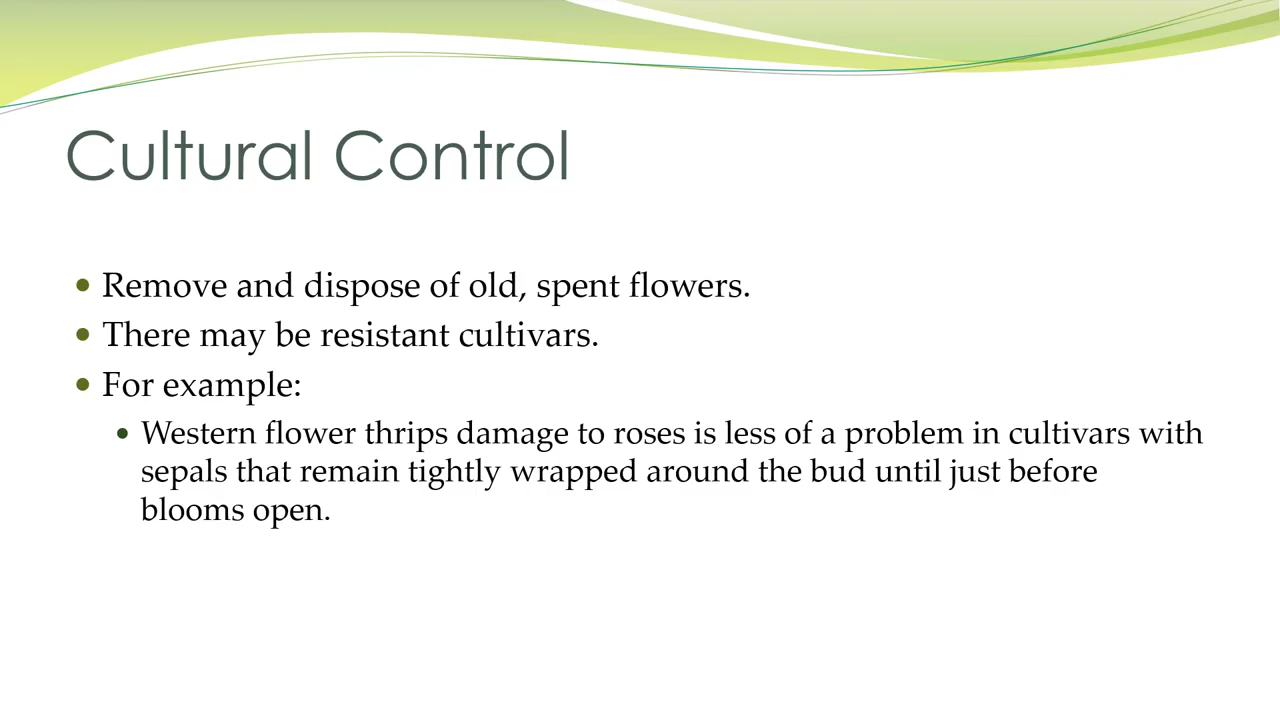 Cultural Control
• Remove and dispose of old, spent flowers.
• There may be resistant cultivars.
• For example:
• Western flower thrips damage to roses is less of a problem in cultivars with
sepals that remain tightly wrapped around the bud until just before
blooms open.